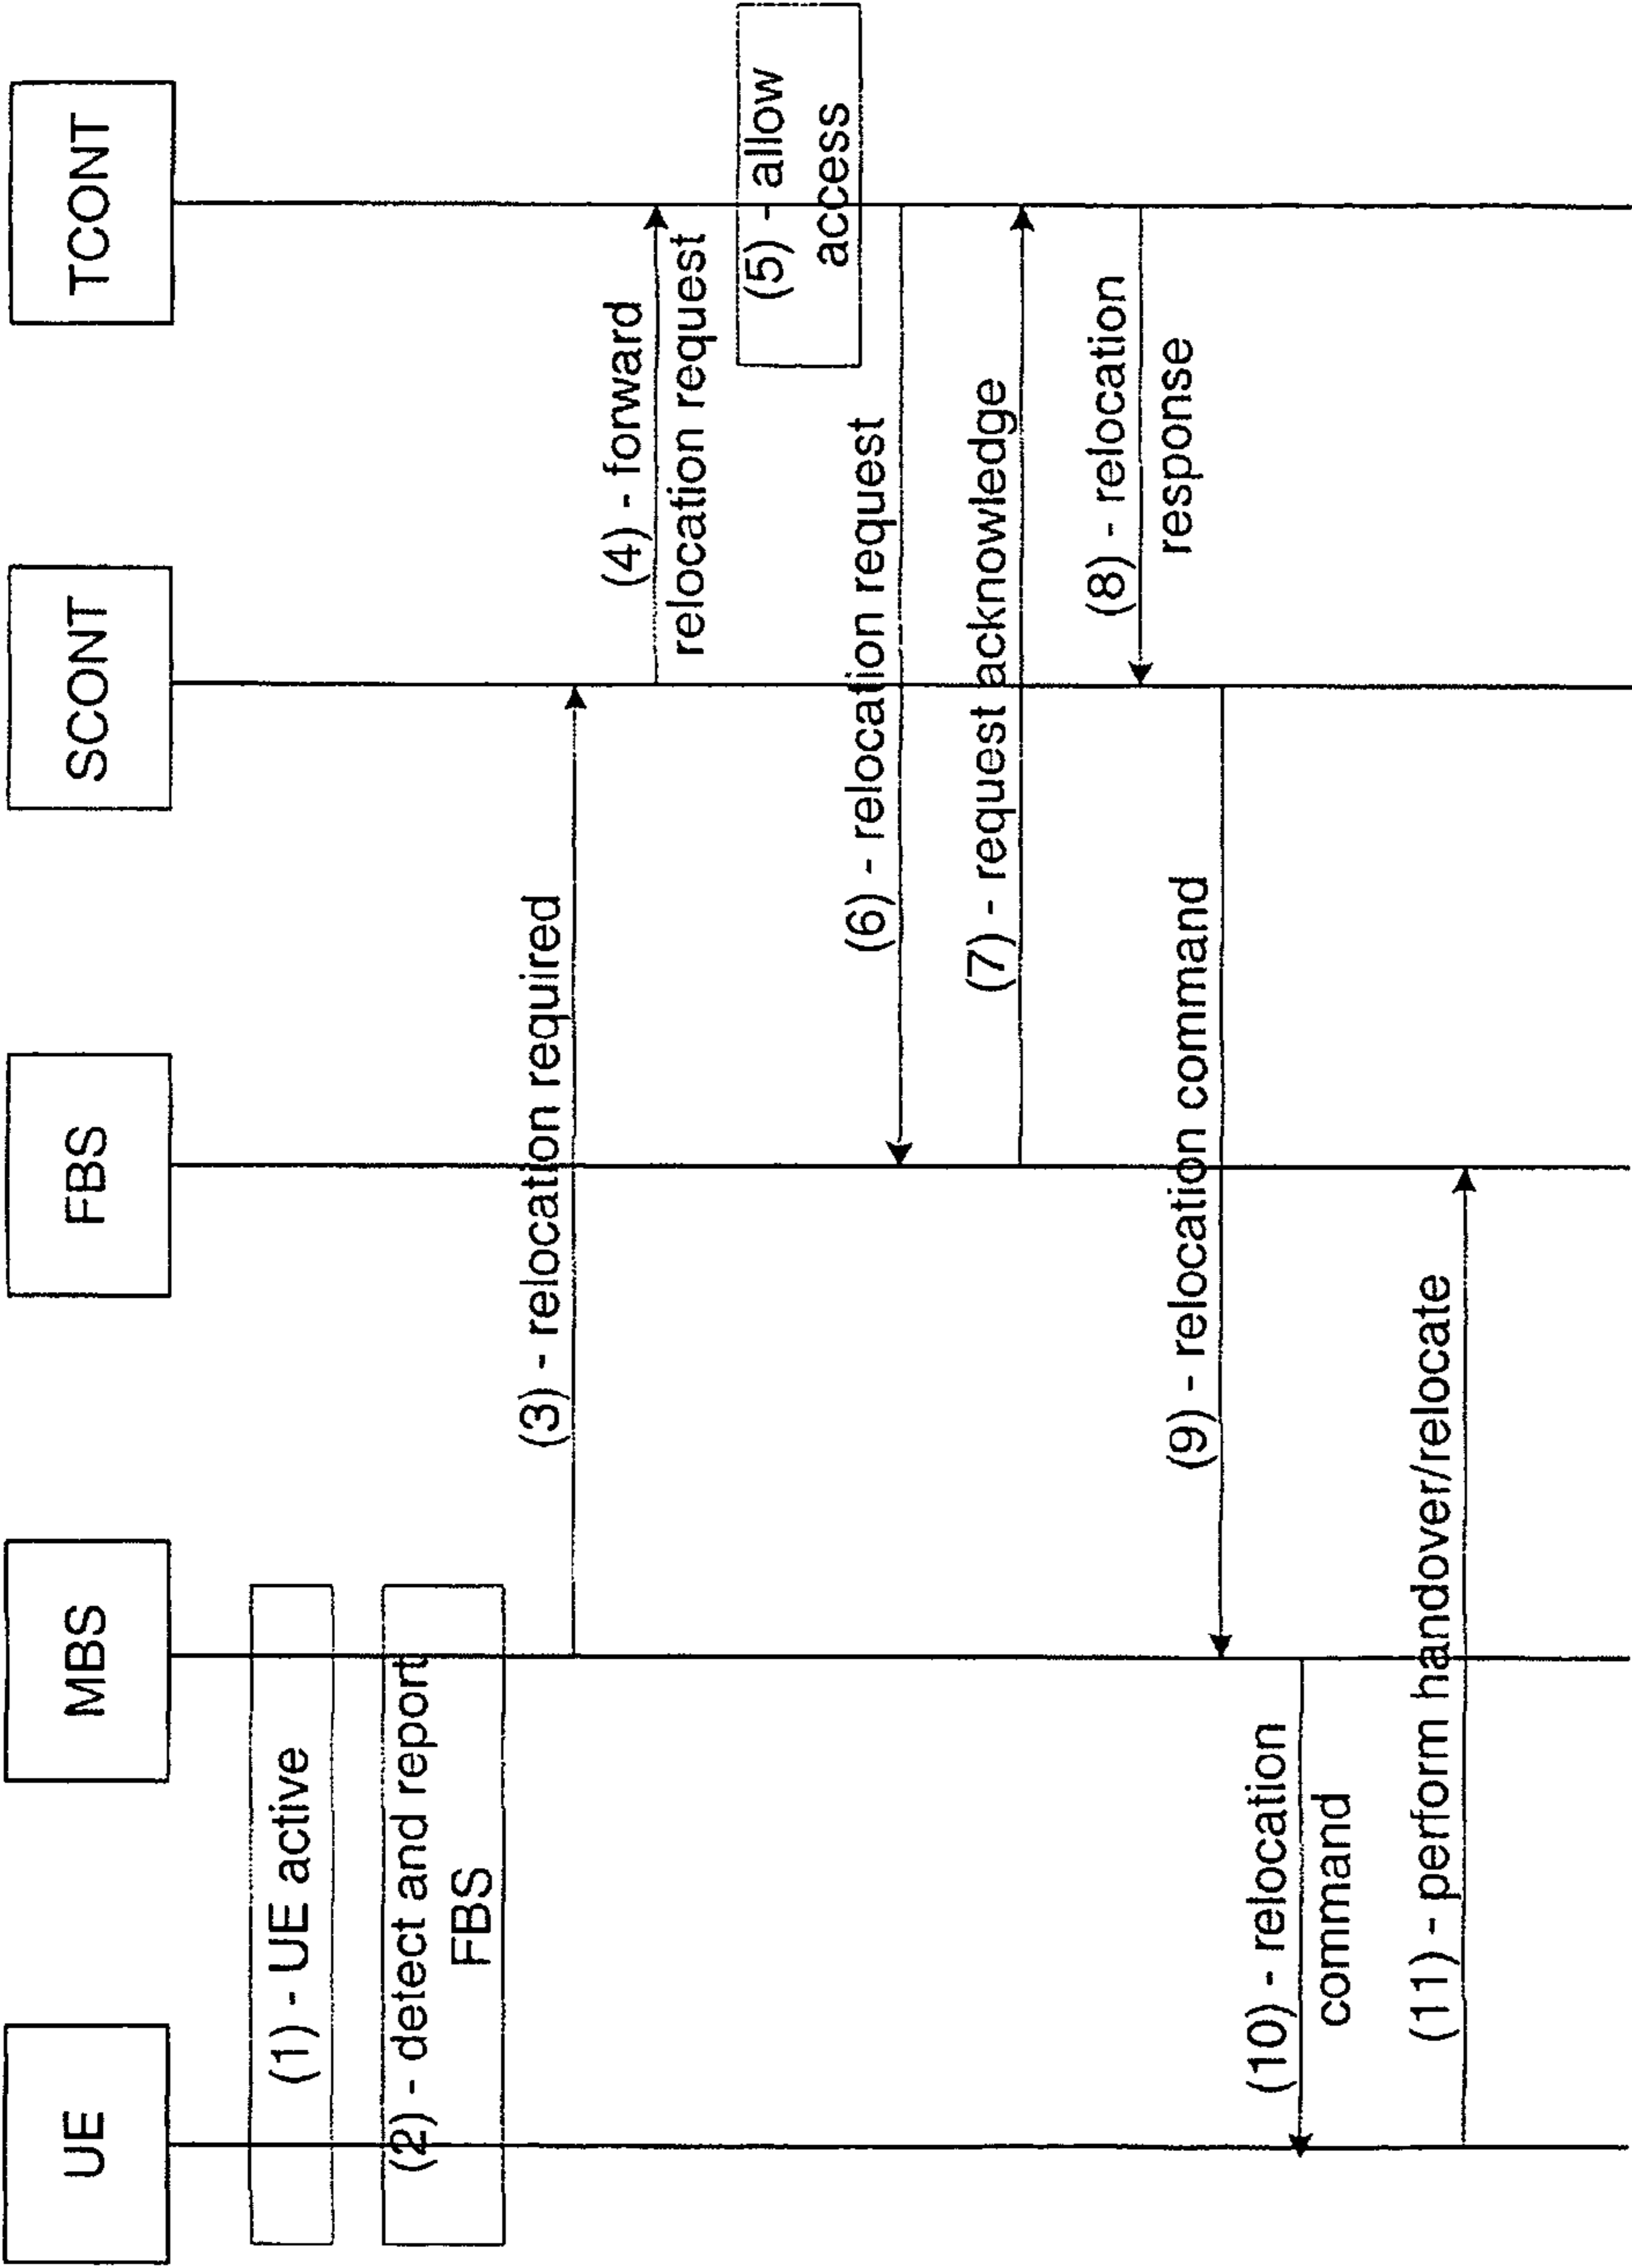 UE
MBS
FBS
SCONT
TCONT
(1) - UE active
(2) - detect and report
FBS
(3) - relocation required
(4) - forward
relocation request
(5) - allow
access
(6) - relocation request
(7) - request acknowledge
(8) - relocation
response
(9) - relocation command
(10) - relocation
command
(11) - perform handover/relocate